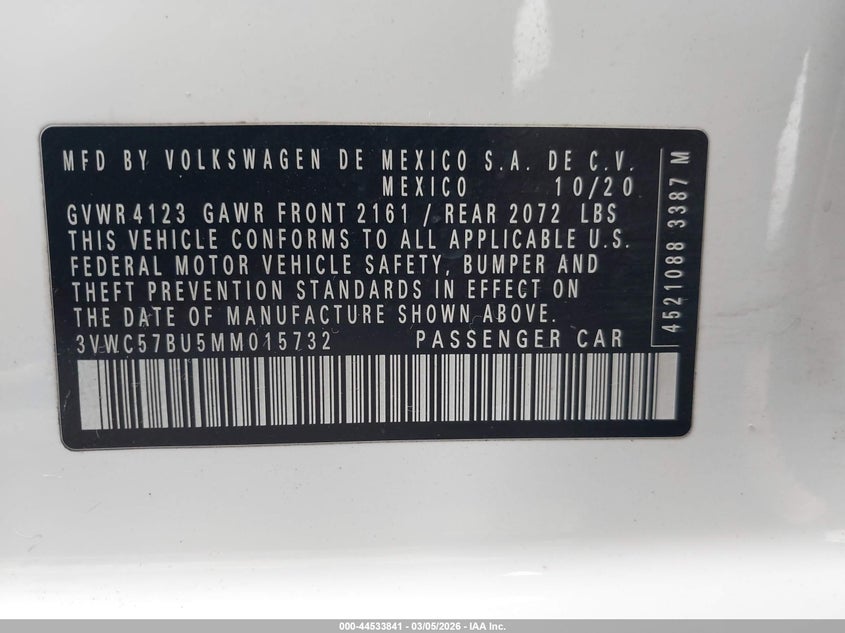 MFD BY VOLKSWAGEN DE MEXICO S.A. DE C.V.
MEXICO 10/20
GVWR 4123 GAWR FRONT 2161 / REAR 2072 LBS
THIS VEHICLE CONFORMS TO ALL APPLICABLE U.S.
FEDERAL MOTOR VEHICLE SAFETY, BUMPER AND
THEFT PREVENTION STANDARDS IN EFFECT ON
THE DATE OF MANUFACTURE SHOWN ABOVE.
3VWC57BU5MM015732 PASSENGER CAR
4521088 3387 M
000-44533841 - 03/05/2026 - IAA Inc.